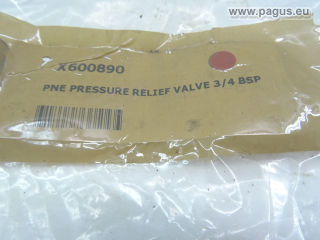 www.pagus.eu
X600890
PNE PRESSURE RELIEF VALVE 3/4 BSP